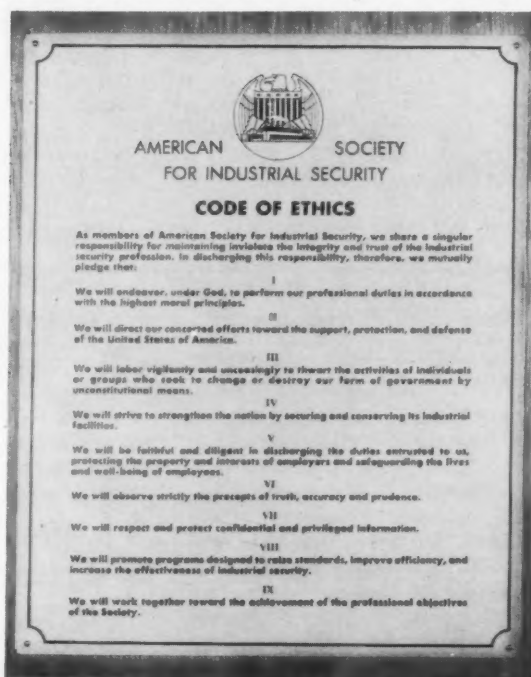 AMERICAN SOCIETY
FOR INDUSTRIAL SECURITY
CODE OF ETHICS
As members of American Society for Industrial Security, we share a singular
responsibility for maintaining inviolate the integrity and trust of the industrial
security profession. In discharging this responsibility, therefore, we mutually
pledge that:
I
We will endeavor, under God, to perform our professional duties in accordance
with the highest moral principles.
II
We will direct our concerted efforts toward the support, protection, and defense
of the United States of America.
III
We will labor vigilantly and unceasingly to thwart the activities of individuals
or groups who seek to change or destroy our form of government by
unconstitutional means.
IV
We will strive to strengthen the nation by securing and conserving its industrial
facilities.
V
We will be faithful and diligent in discharging the duties entrusted to us,
protecting the property and interests of employers and safeguarding the lives
and well-being of employees.
VI
We will observe strictly the precepts of truth, accuracy and prudence.
VII
We will respect and protect confidential and privileged information.
VIII
We will promote programs designed to raise standards, improve efficiency, and
increase the effectiveness of industrial security.
IX
We will work together toward the achievement of the professional objectives
of the Society.